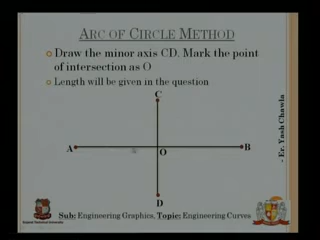 ARC OF CIRCLE METHOD
Draw the minor axis CD. Mark the point
of intersection as O
Length will be given in the question
C
A
O
B
D
- Er. Yash Chawla
Sub: Engineering Graphics, Topic: Engineering Curves